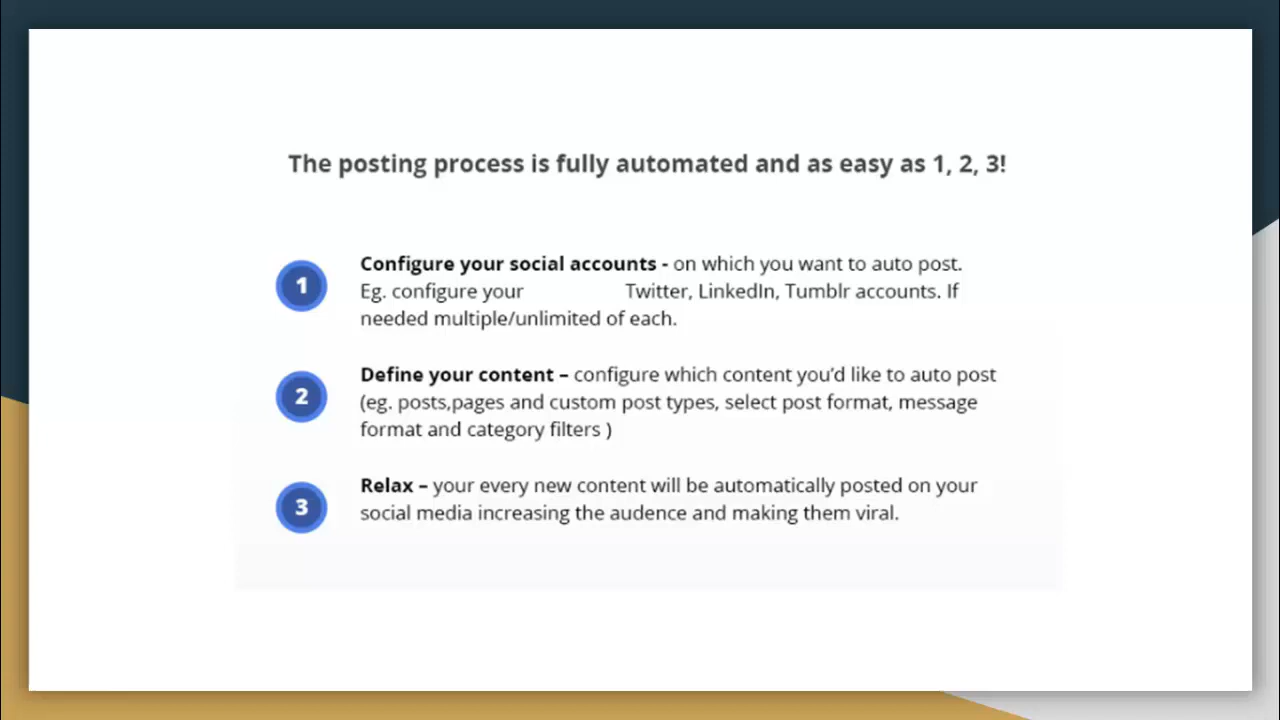 The posting process is fully automated and as easy as 1, 2, 3!
1
Configure your social accounts - on which you want to auto post.
Eg. configure your Twitter, LinkedIn, Tumblr accounts. If
needed multiple/unlimited of each.
2
Define your content – configure which content you'd like to auto post
(eg. posts,pages and custom post types, select post format, message
format and category filters )
3
Relax – your every new content will be automatically posted on your
social media increasing the audence and making them viral.